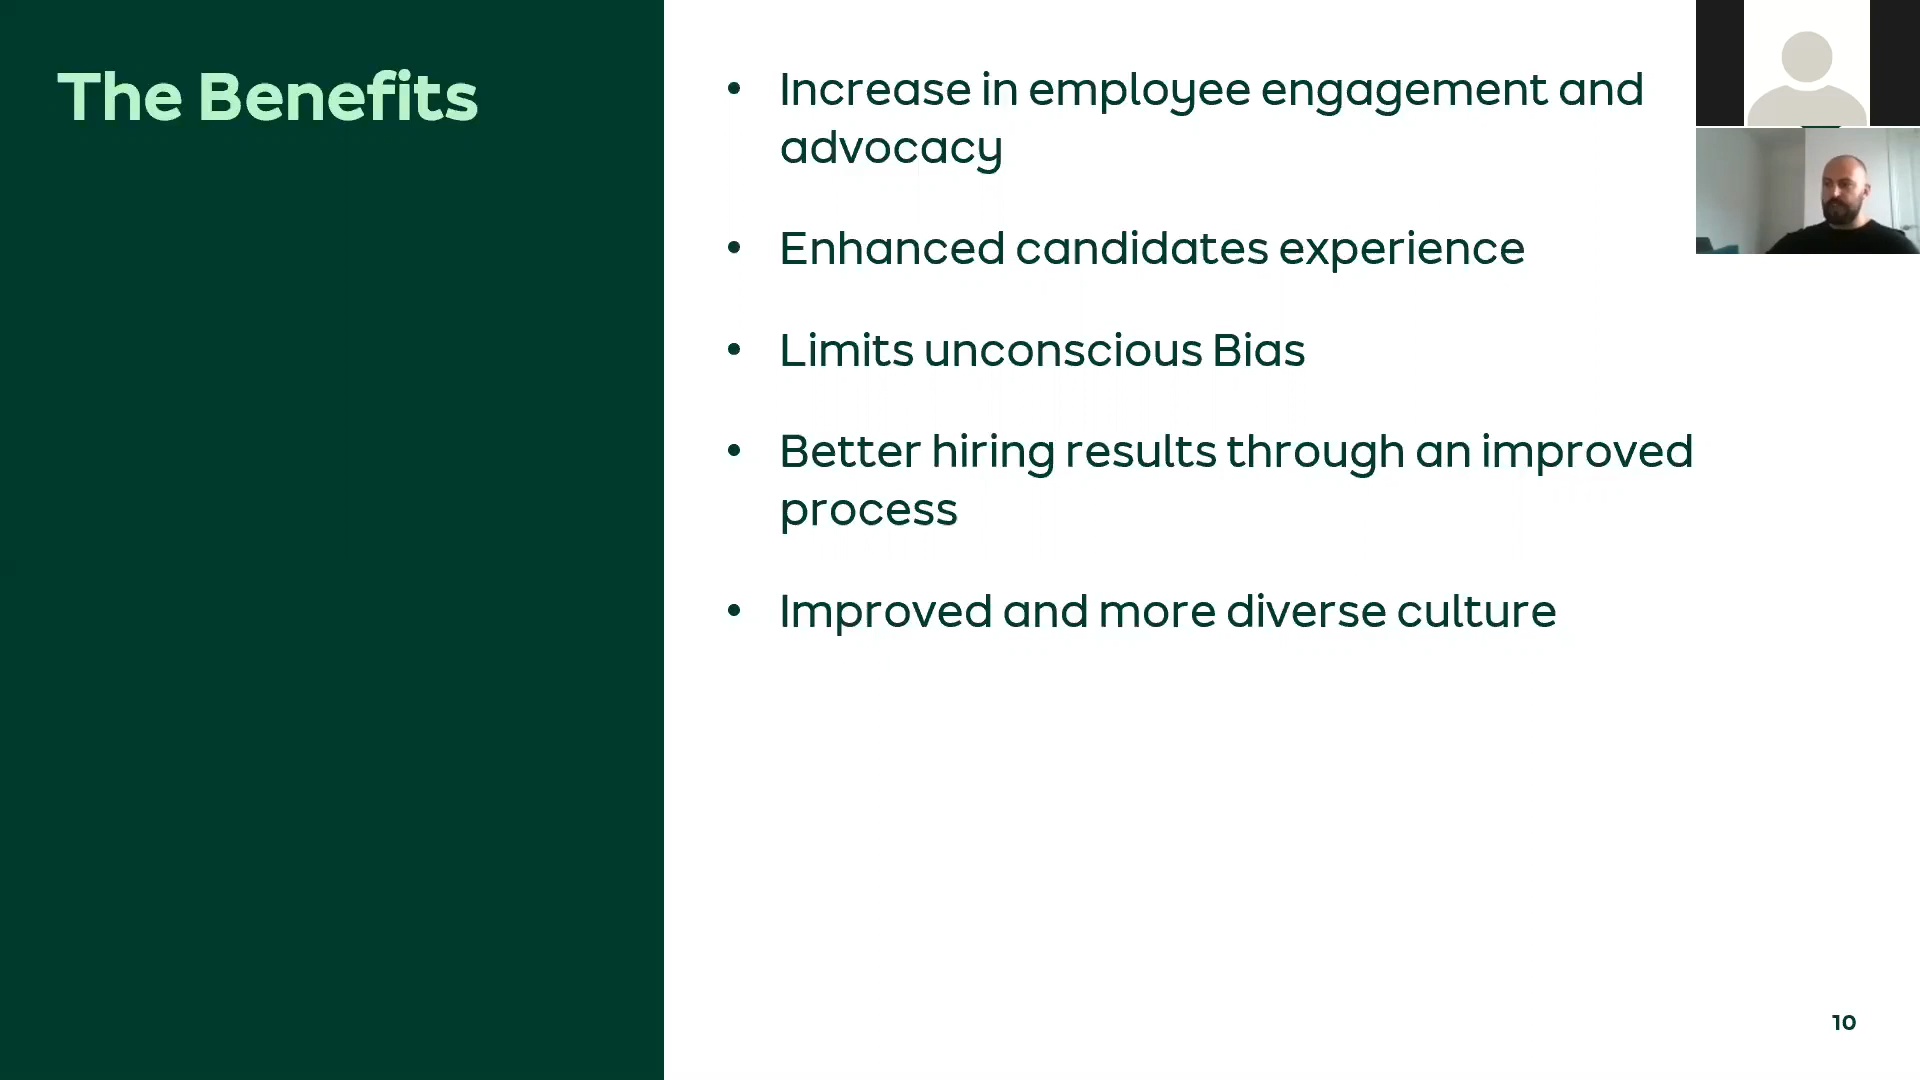 The Benefits
• Increase in employee engagement and
advocacy
• Enhanced candidates experience
• Limits unconscious Bias
• Better hiring results through an improved
process
• Improved and more diverse culture
10